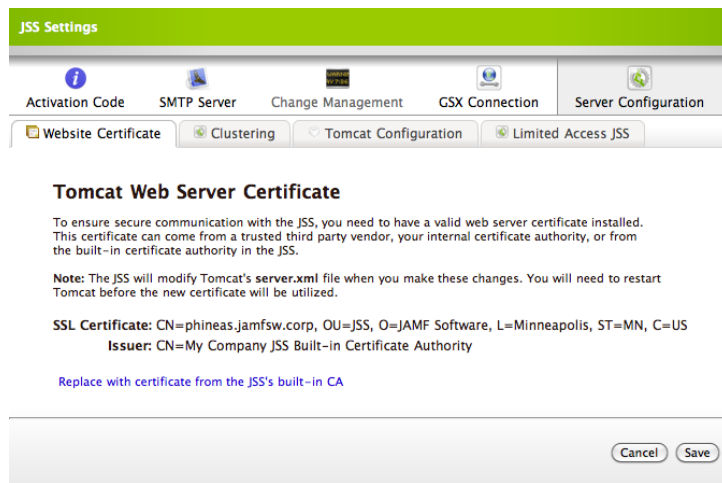 JSS Settings
Activation Code
SMTP Server
Change Management
GSX Connection
Server Configuration
Website Certificate
Clustering
Tomcat Configuration
Limited Access JSS
Tomcat Web Server Certificate
To ensure secure communication with the JSS, you need to have a valid web server certificate installed.
This certificate can come from a trusted third party vendor, your internal certificate authority, or from
the built-in certificate authority in the JSS.
Note: The JSS will modify Tomcat's server.xml file when you make these changes. You will need to restart
Tomcat before the new certificate will be utilized.
SSL Certificate: CN=phineas.jamfsw.corp, OU=JSS, O=JAMF Software, L=Minneapolis, ST=MN, C=US
Issuer: CN=My Company JSS Built-in Certificate Authority
Replace with certificate from the JSS's built-in CA
Cancel
Save